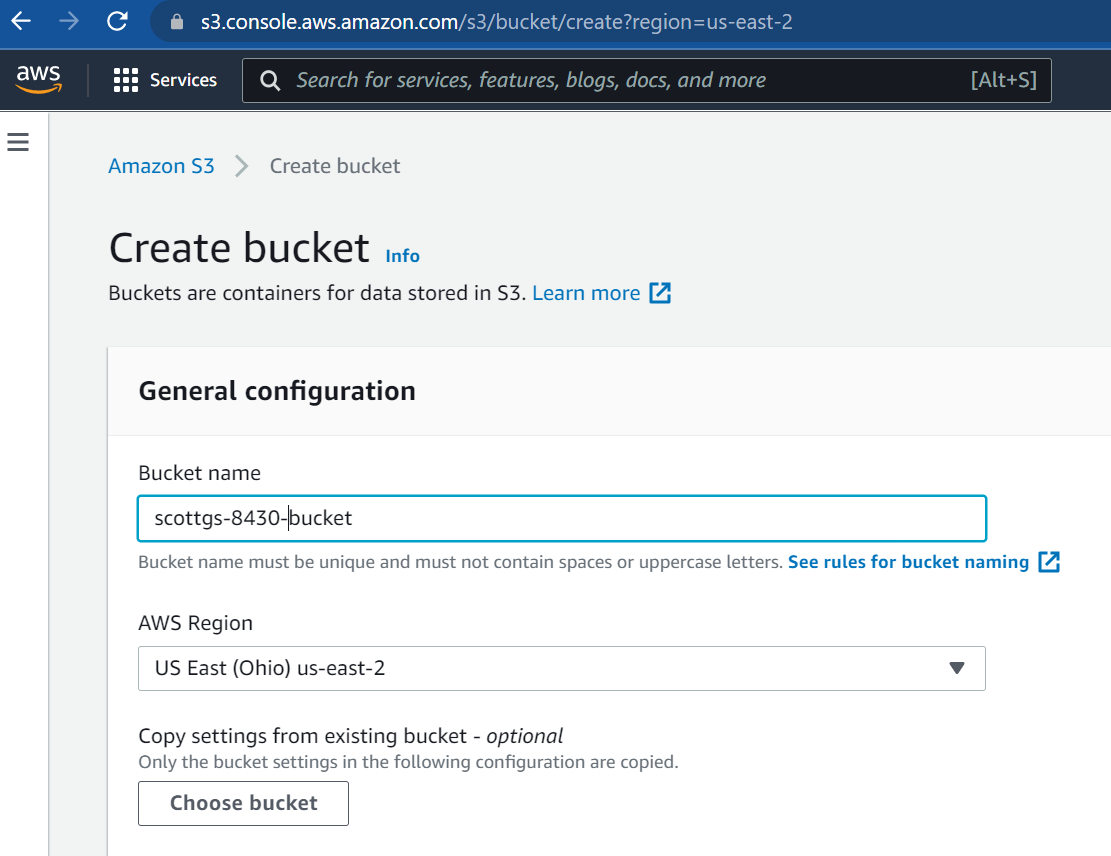 s3.console.aws.amazon.com/s3/bucket/create?region=us-east-2
aws Services Search for services, features, blogs, docs, and more [Alt+S]
Amazon S3 Create bucket
Create bucket Info
Buckets are containers for data stored in S3. Learn more
General configuration
Bucket name
scottgs-8430-bucket
Bucket name must be unique and must not contain spaces or uppercase letters. See rules for bucket naming
AWS Region
US East (Ohio) us-east-2
Copy settings from existing bucket - optional
Only the bucket settings in the following configuration are copied.
Choose bucket